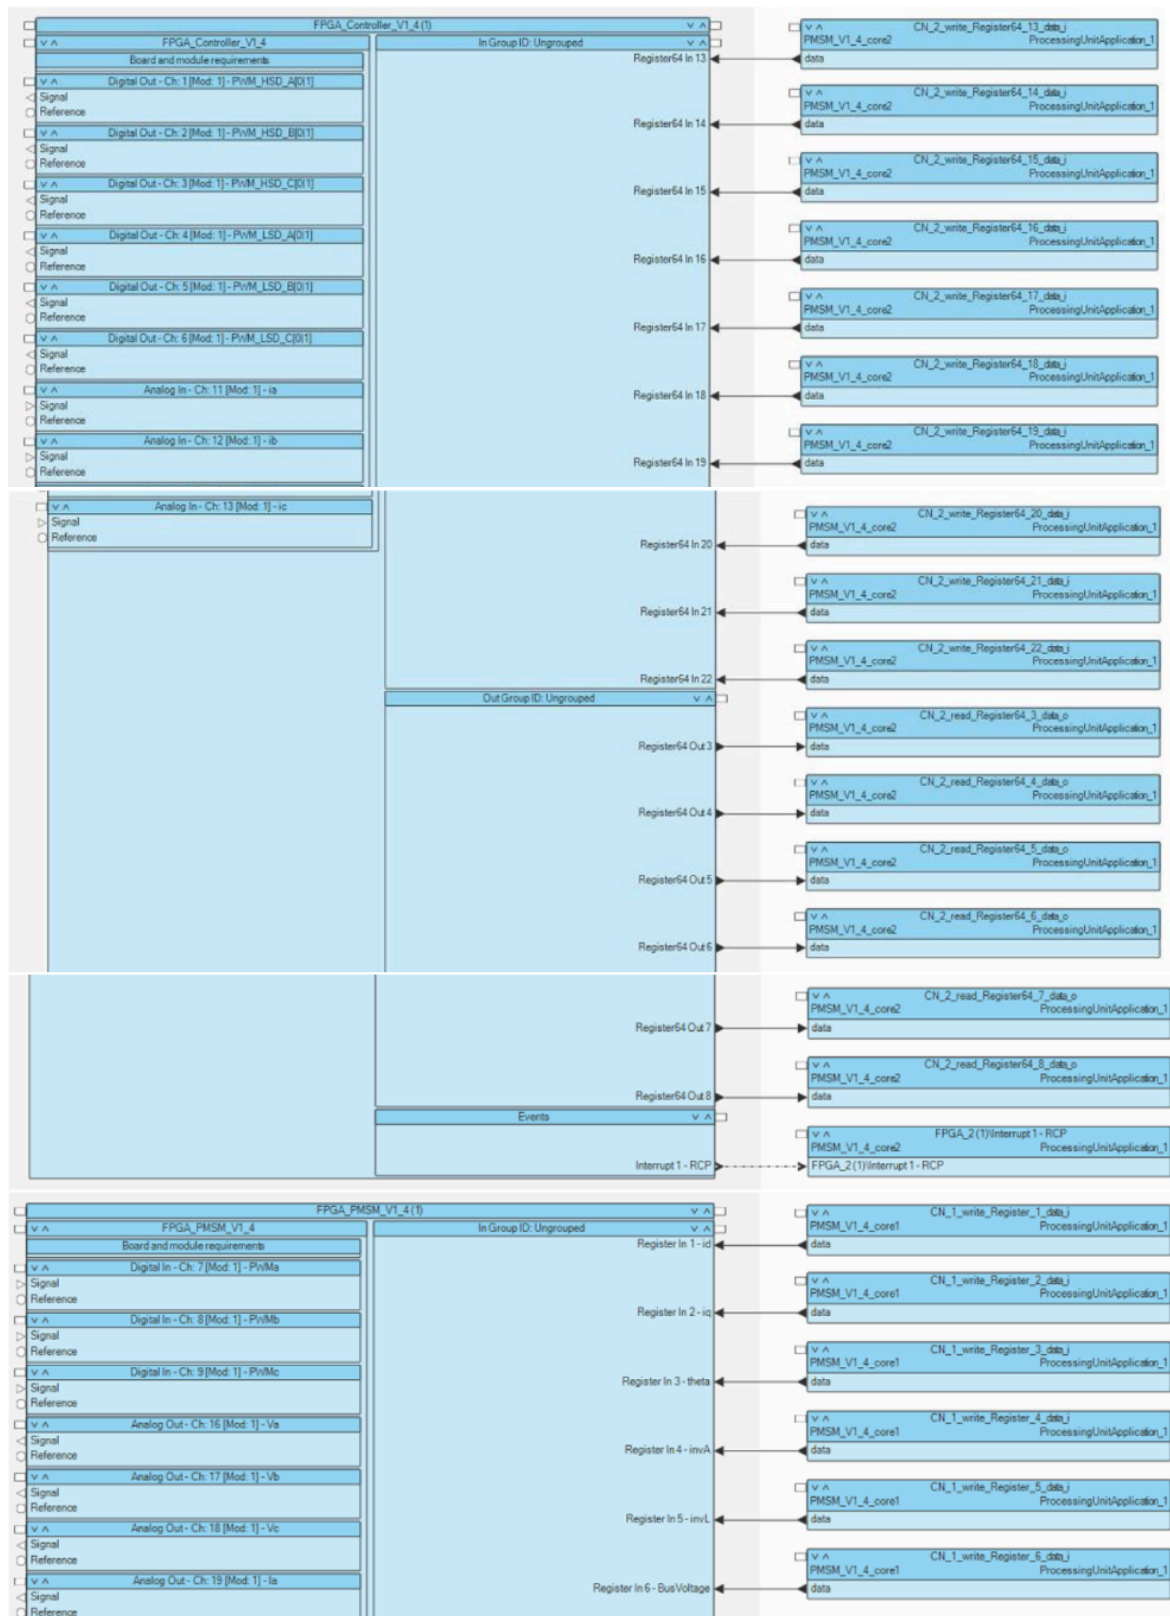 FPGA_Controller_V1_4 (1)
FPGA_Controller_V1_4
Board and module requirements
Digital Out - Ch: 1 [Mod: 1] - PWM_HSD_A[0|1]
Signal
Reference
Digital Out - Ch: 2 [Mod: 1] - PWM_HSD_B[0|1]
Signal
Reference
Digital Out - Ch: 3 [Mod: 1] - PWM_HSD_C[0|1]
Signal
Reference
Digital Out - Ch: 4 [Mod: 1] - PWM_LSD_A[0|1]
Signal
Reference
Digital Out - Ch: 5 [Mod: 1] - PWM_LSD_B[0|1]
Signal
Reference
Digital Out - Ch: 6 [Mod: 1] - PWM_LSD_C[0|1]
Signal
Reference
Analog In - Ch: 11 [Mod: 1] - ia
Signal
Reference
Analog In - Ch: 12 [Mod: 1] - ib
Signal
Reference
In Group ID: Ungrouped
Register64 In 13
Register64 In 14
Register64 In 15
Register64 In 16
Register64 In 17
Register64 In 18
Register64 In 19
CN_2_write_Register64_13_data_i
PMSM_V1_4_core2 ProcessingUnitApplication_1
data
CN_2_write_Register64_14_data_i
PMSM_V1_4_core2 ProcessingUnitApplication_1
data
CN_2_write_Register64_15_data_i
PMSM_V1_4_core2 ProcessingUnitApplication_1
data
CN_2_write_Register64_16_data_i
PMSM_V1_4_core2 ProcessingUnitApplication_1
data
CN_2_write_Register64_17_data_i
PMSM_V1_4_core2 ProcessingUnitApplication_1
data
CN_2_write_Register64_18_data_i
PMSM_V1_4_core2 ProcessingUnitApplication_1
data
CN_2_write_Register64_19_data_i
PMSM_V1_4_core2 ProcessingUnitApplication_1
data
Analog In - Ch: 13 [Mod: 1] - ic
Signal
Reference
Register64 In 20
Register64 In 21
Register64 In 22
Out Group ID: Ungrouped
Register64 Out 3
Register64 Out 4
Register64 Out 5
Register64 Out 6
CN_2_write_Register64_20_data_i
PMSM_V1_4_core2 ProcessingUnitApplication_1
data
CN_2_write_Register64_21_data_i
PMSM_V1_4_core2 ProcessingUnitApplication_1
data
CN_2_write_Register64_22_data_i
PMSM_V1_4_core2 ProcessingUnitApplication_1
data
CN_2_read_Register64_3_data_o
PMSM_V1_4_core2 ProcessingUnitApplication_1
data
CN_2_read_Register64_4_data_o
PMSM_V1_4_core2 ProcessingUnitApplication_1
data
CN_2_read_Register64_5_data_o
PMSM_V1_4_core2 ProcessingUnitApplication_1
data
CN_2_read_Register64_6_data_o
PMSM_V1_4_core2 ProcessingUnitApplication_1
data
Register64 Out 7
Register64 Out 8
Events
Interrupt 1 - RCP
CN_2_read_Register64_7_data_o
PMSM_V1_4_core2 ProcessingUnitApplication_1
data
CN_2_read_Register64_8_data_o
PMSM_V1_4_core2 ProcessingUnitApplication_1
data
FPGA_2 (1)\Interrupt 1 - RCP
PMSM_V1_4_core2 ProcessingUnitApplication_1
FPGA_2 (1)\Interrupt 1 - RCP
FPGA_PMSM_V1_4 (1)
FPGA_PMSM_V1_4
Board and module requirements
Digital In - Ch: 7 [Mod: 1] - PWMa
Signal
Reference
Digital In - Ch: 8 [Mod: 1] - PWMb
Signal
Reference
Digital In - Ch: 9 [Mod: 1] - PWMc
Signal
Reference
Analog Out - Ch: 16 [Mod: 1] - Va
Signal
Reference
Analog Out - Ch: 17 [Mod: 1] - Vb
Signal
Reference
Analog Out - Ch: 18 [Mod: 1] - Vc
Signal
Reference
Analog Out - Ch: 19 [Mod: 1] - Ia
Signal
Reference
In Group ID: Ungrouped
Register In 1 - id
Register In 2 - iq
Register In 3 - theta
Register In 4 - invA
Register In 5 - invL
Register In 6 - BusVoltage
CN_1_write_Register_1_data_i
PMSM_V1_4_core1 ProcessingUnitApplication_1
data
CN_1_write_Register_2_data_i
PMSM_V1_4_core1 ProcessingUnitApplication_1
data
CN_1_write_Register_3_data_i
PMSM_V1_4_core1 ProcessingUnitApplication_1
data
CN_1_write_Register_4_data_i
PMSM_V1_4_core1 ProcessingUnitApplication_1
data
CN_1_write_Register_5_data_i
PMSM_V1_4_core1 ProcessingUnitApplication_1
data
CN_1_write_Register_6_data_i
PMSM_V1_4_core1 ProcessingUnitApplication_1
data